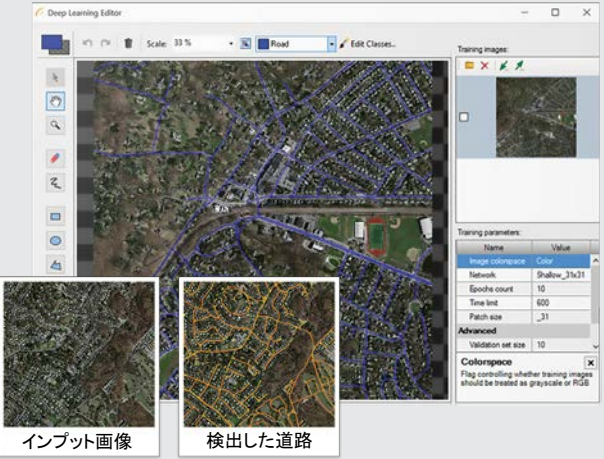 Deep Learning Editor
Scale: 33 %
Road
Edit Classes...
Training images:
Training parameters:
Name Value
Image colorspace Color
Network Shallow_31x31
Epochs count 10
Time limit 600
Patch size _31
Advanced
Validation set size 10
Colorspace
Flag controlling whether training images
should be treated as grayscale or RGB
インプット画像
検出した道路